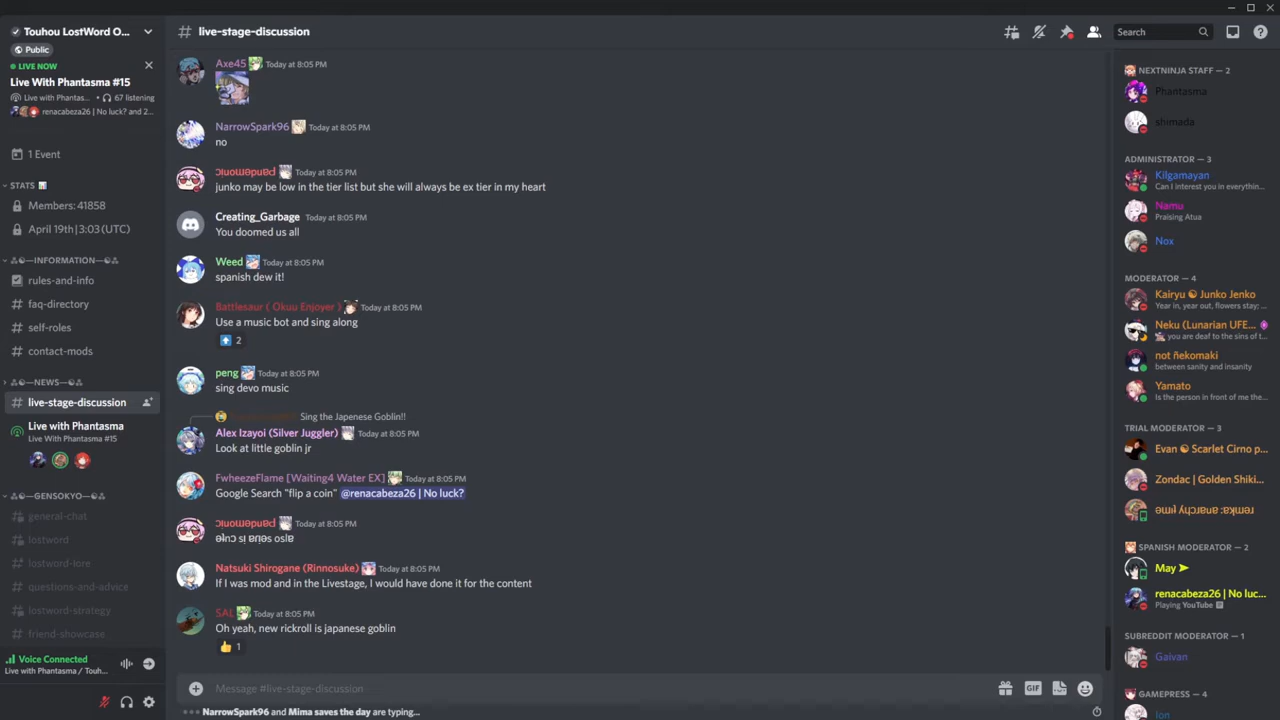 Touhou LostWord O...
Public
LIVE NOW
Live With Phantasma #15
Live with Phantas... 67 listening
renacabeza26 | No luck? and 2...
1 Event
STATS
Members: 41858
April 19th | 3:03 (UTC)
INFORMATION
rules-and-info
faq-directory
self-roles
contact-mods
NEWS
live-stage-discussion
Live with Phantasma
Live With Phantasma #15
GENSOKYO
general-chat
lostword
lostword-lore
questions-and-advice
lostword-strategy
friend-showcase
Voice Connected
Live with Phantasma / Touh...
# live-stage-discussion
Search
Axe45 Today at 8:05 PM
NarrowSpark96 Today at 8:05 PM
no
Today at 8:05 PM
junko may be low in the tier list but she will always be ex tier in my heart
Creating_Garbage Today at 8:05 PM
You doomed us all
Weed Today at 8:05 PM
spanish dew it!
Battlesaur ( Okuu Enjoyer ) Today at 8:05 PM
Use a music bot and sing along
2
peng Today at 8:05 PM
sing devo music
Sing the Japenese Goblin!!
Alex Izayoi (Silver Juggler) Today at 8:05 PM
Look at little goblin jr
FwheezeFlame [Waiting4 Water EX] Today at 8:05 PM
Google Search "flip a coin" @renacabeza26 | No luck?
Today at 8:05 PM
Natsuki Shirogane (Rinnosuke) Today at 8:05 PM
If I was mod and in the Livestage, I would have done it for the content
SAL Today at 8:05 PM
Oh yeah, new rickroll is japanese goblin
1
Message #live-stage-discussion
GIF
NarrowSpark96 and Mima saves the day are typing...
NEXTNINJA STAFF — 2
Phantasma
shimada
ADMINISTRATOR — 3
Kilgamayan
Can I interest you in everythin...
Namu
Praising Atua
Nox
MODERATOR — 4
Kairyu ☯ Junko Jenko
Year in, year out, flowers stay; ...
Neku (Lunarian UFE...
you are deaf to the sins of t...
not ñekomaki
between sanity and insanity
Yamato
Is the person in front of me the...
TRIAL MODERATOR — 3
Evan ☯ Scarlet Cirno p...
Zondac | Golden Shiki...
SPANISH MODERATOR — 2
May ➤
renacabeza26 | No luc...
Playing YouTube
SUBREDDIT MODERATOR — 1
Gaivan
GAMEPRESS — 4